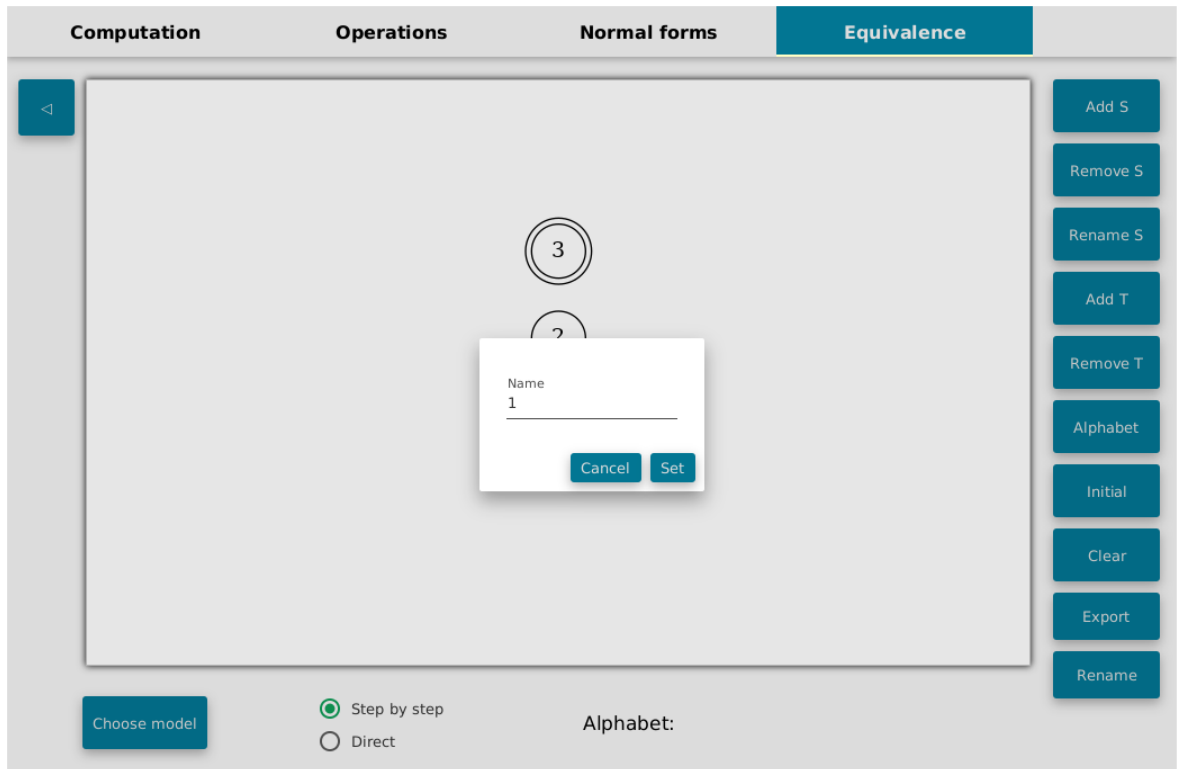 Computation Operations Normal forms Equivalence
Add S
Remove S
Rename S
3
Add T
2
Remove T
Name
1
Alphabet
Cancel Set
Initial
Clear
Export
Rename
Choose model
Step by step
Direct
Alphabet: